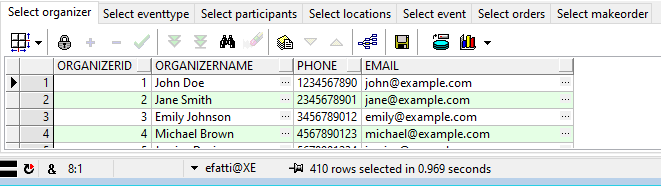 Select organizer Select eventtype Select participants Select locations Select event Select orders Select makeorder
ORGANIZERID ORGANIZERNAME PHONE EMAIL
1 1 John Doe ... 1234567890 john@example.com ...
2 2 Jane Smith ... 2345678901 jane@example.com ...
3 3 Emily Johnson ... 3456789012 emily@example.com ...
4 4 Michael Brown ... 4567890123 michael@example.com ...
& 8:1 efatti@XE 410 rows selected in 0.969 seconds